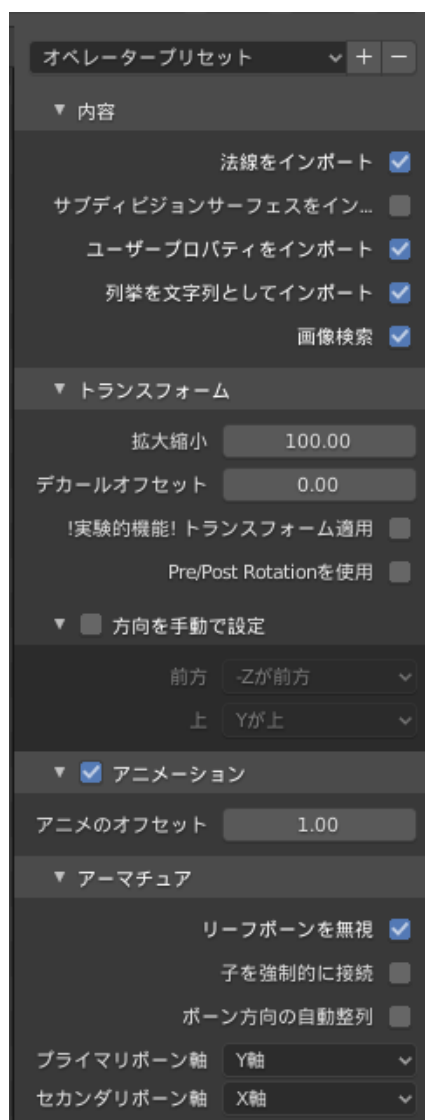 オペレータープリセット
内容
法線をインポート
サブディビジョンサーフェスをイン...
ユーザープロパティをインポート
列挙を文字列としてインポート
画像検索
トランスフォーム
拡大縮小 100.00
デカールオフセット 0.00
!実験的機能! トランスフォーム適用
Pre/Post Rotationを使用
方向を手動で設定
前方 -Zが前方
上 Yが上
アニメーション
アニメのオフセット 1.00
アーマチュア
リーフボーンを無視
子を強制的に接続
ボーン方向の自動整列
プライマリボーン軸 Y軸
セカンダリボーン軸 X軸